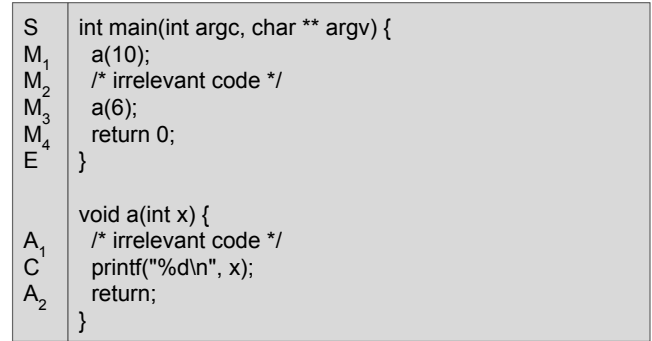 S int main(int argc, char ** argv) {
M1 a(10);
M2 /* irrelevant code */
M3 a(6);
M4 return 0;
E }
void a(int x) {
A1 /* irrelevant code */
C printf("%d\n", x);
A2 return;
}